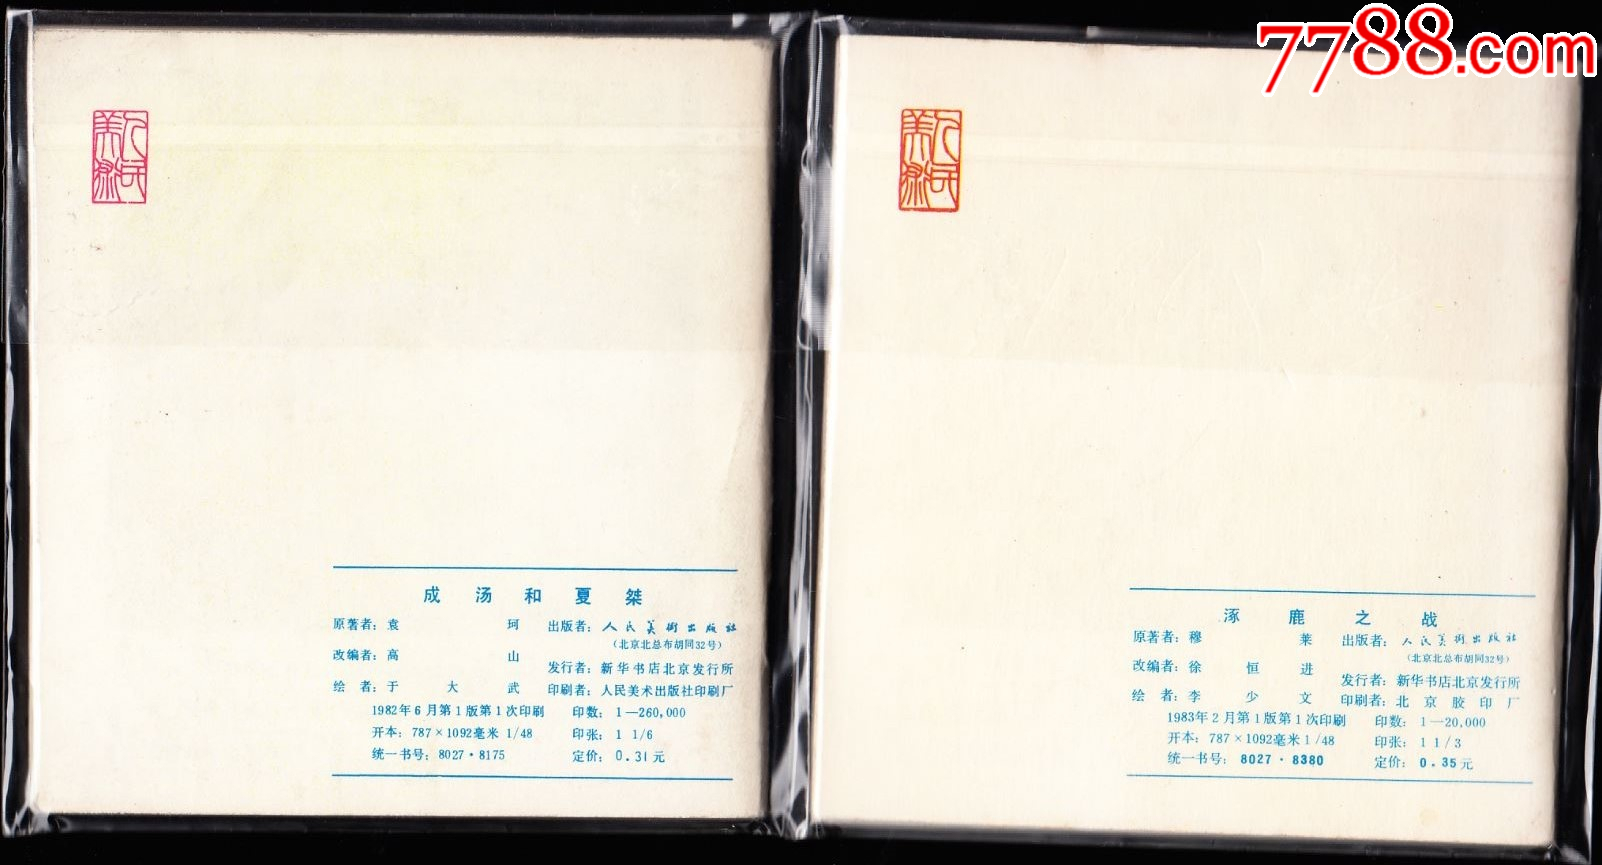 7788.com
人民美术
成汤和夏桀
原著者：袁珂
改编者：高山
绘者：于大武
出版者：人民美術出版社
（北京北总布胡同32号）
发行者：新华书店北京发行所
印刷者：人民美术出版社印刷厂
1982年6月第1版第1次印刷 印数：1—260,000
开本：787×1092毫米 1/48 印张：1 1/6
统一书号：8027·8175 定价：0.31元
人民美术
涿鹿之战
原著者：穆莱
改编者：徐恒进
绘者：李少文
出版者：人民美術出版社
（北京北总布胡同32号）
发行者：新华书店北京发行所
印刷者：北京胶印厂
1983年2月第1版第1次印刷 印数：1—20,000
开本：787×1092毫米 1/48 印张：1 1/3
统一书号：8027·8380 定价：0.35元